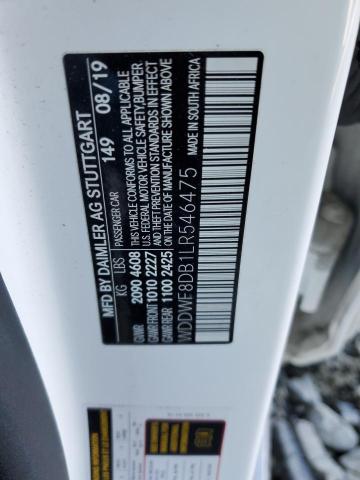 MFD BY DAIMLER AG STUTTGART
149 08/19
PASSENGER CAR
KG LBS
GVWR 2090 4608
GAWR FRONT 1010 2227
GAWR REAR 1100 2425
THIS VEHICLE CONFORMS TO ALL APPLICABLE
U.S. FEDERAL MOTOR VEHICLE SAFETY, BUMPER,
AND THEFT PREVENTION STANDARDS IN EFFECT
ON THE DATE OF MANUFACTURE SHOWN ABOVE
MADE IN SOUTH AFRICA
WDDWF8DB1LR546475